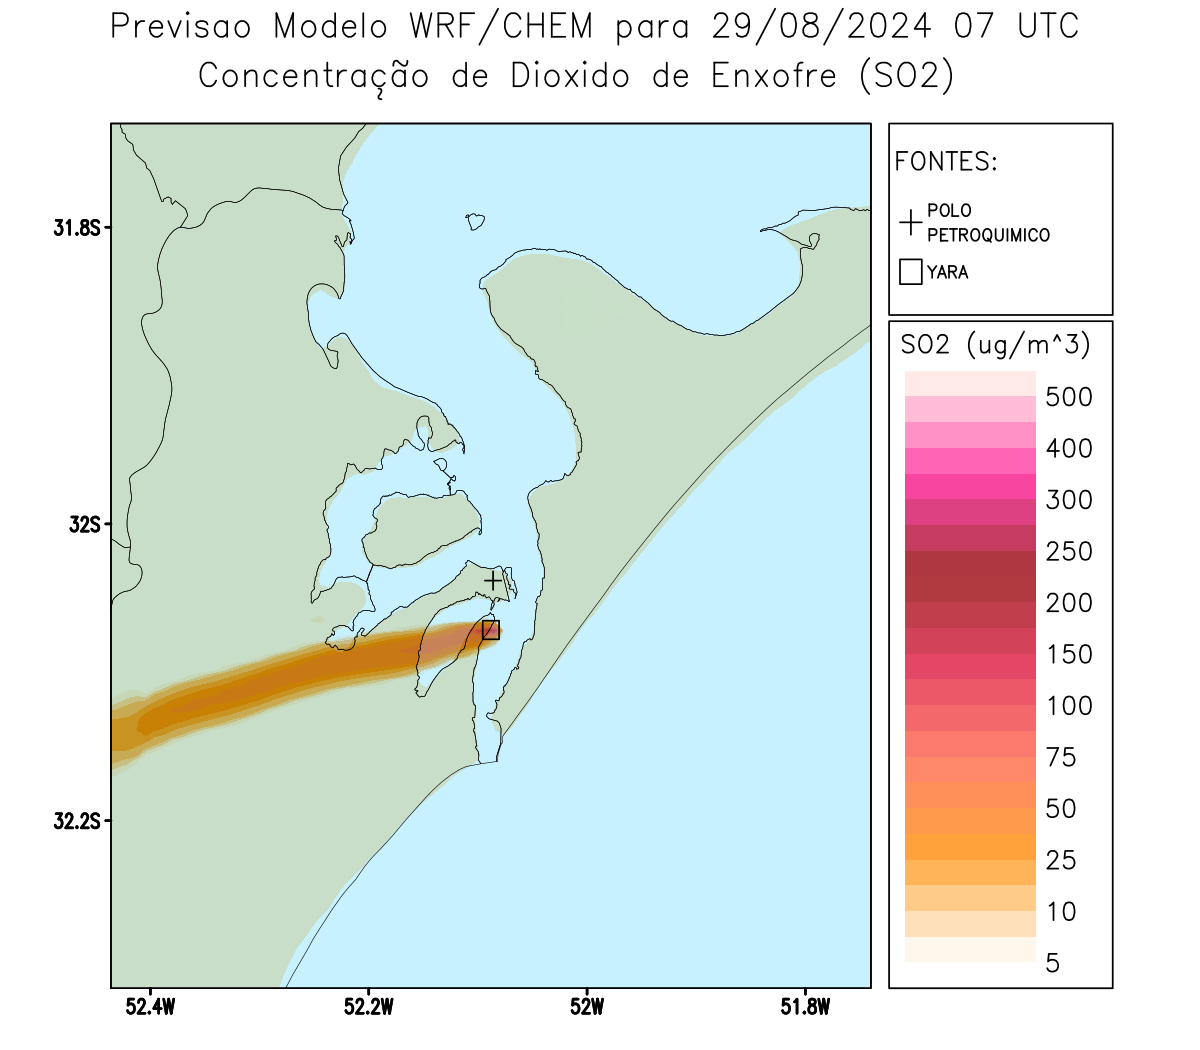 Previsao Modelo WRF/CHEM para 29/08/2024 07 UTC
Concentração de Dioxido de Enxofre (SO2)
FONTES:
POLO
PETROQUIMICO
YARA
SO2 (ug/m^3)
500
400
300
250
200
150
100
75
50
25
10
5
31.8S
32S
32.2S
52.4W
52.2W
52W
51.8W